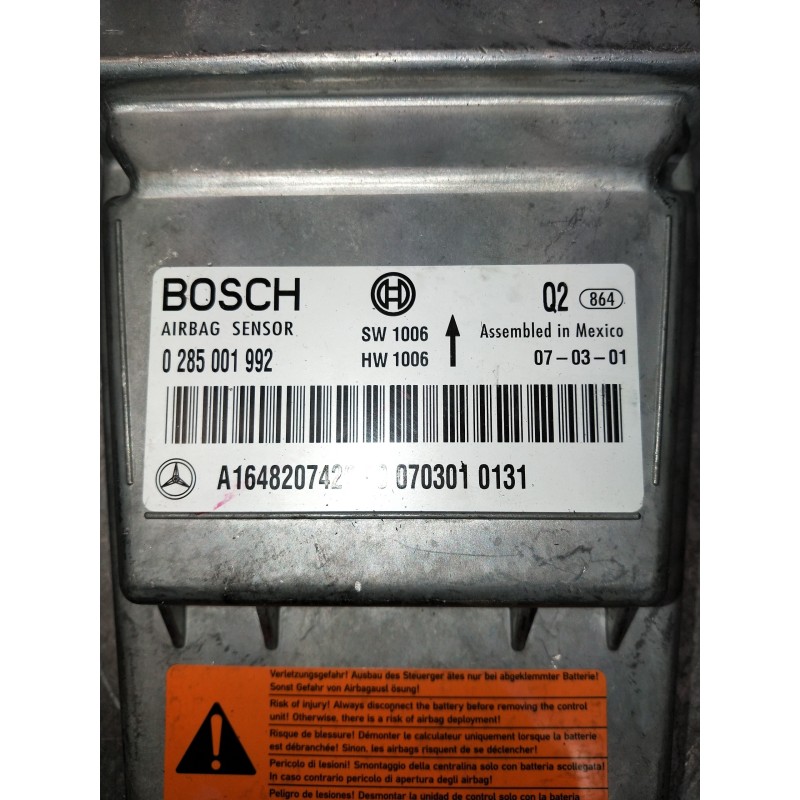 BOSCH
Q2 864
AIRBAG SENSOR SW 1006 Assembled in Mexico
0 285 001 992 HW 1006 07-03-01
070301 0131
Verletzungsgefahr! Ausbau des Steuerger ätes nur bei abgeklemmter Batterie!
Sonst Gefahr von Airbagausl ösung!
Risk of injury! Always disconnect the battery before removing the control
unit! Otherwise, there is a risk of airbag deployment!
Risque de blessure! Démonter le calculateur uniquement lorsque la batterie
est débranchée! Sinon, les airbags risquent de se déclencher!
Pericolo di lesioni! Smontaggio della centralina solo con batteria scollegata!
In caso contrario pericolo di apertura degli airbag!
Peligro de lesiones! Desmontar la unidad de control solo con la batería